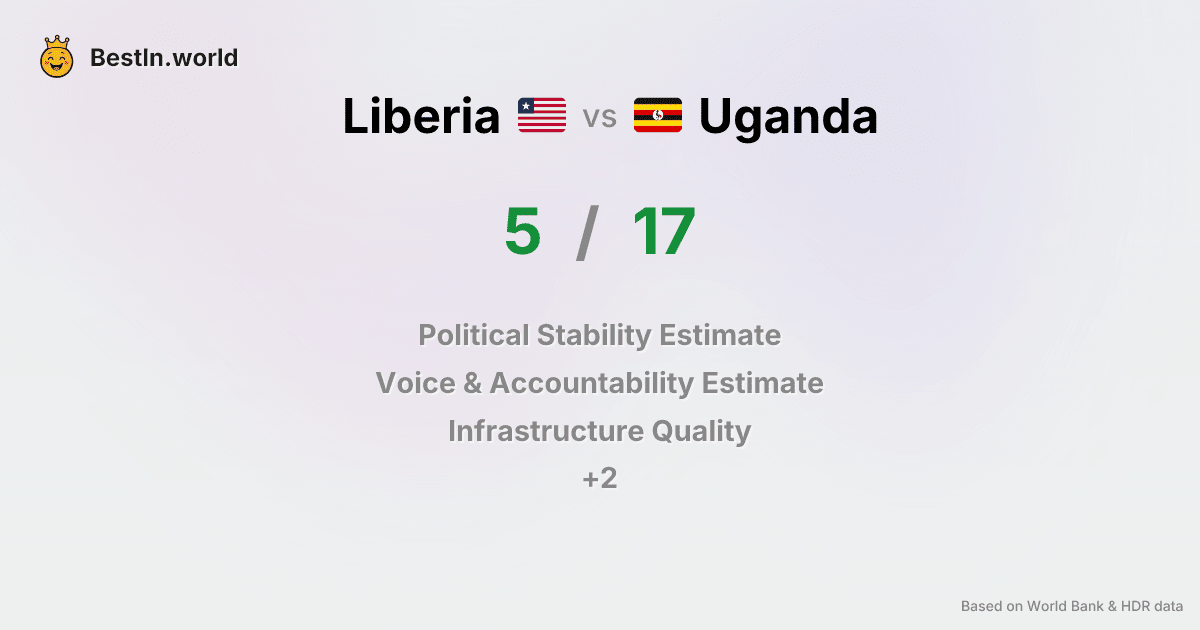 BestIn.world
Liberia vs Uganda
5 / 17
Political Stability Estimate
Voice & Accountability Estimate
Infrastructure Quality
+2
Based on World Bank & HDR data